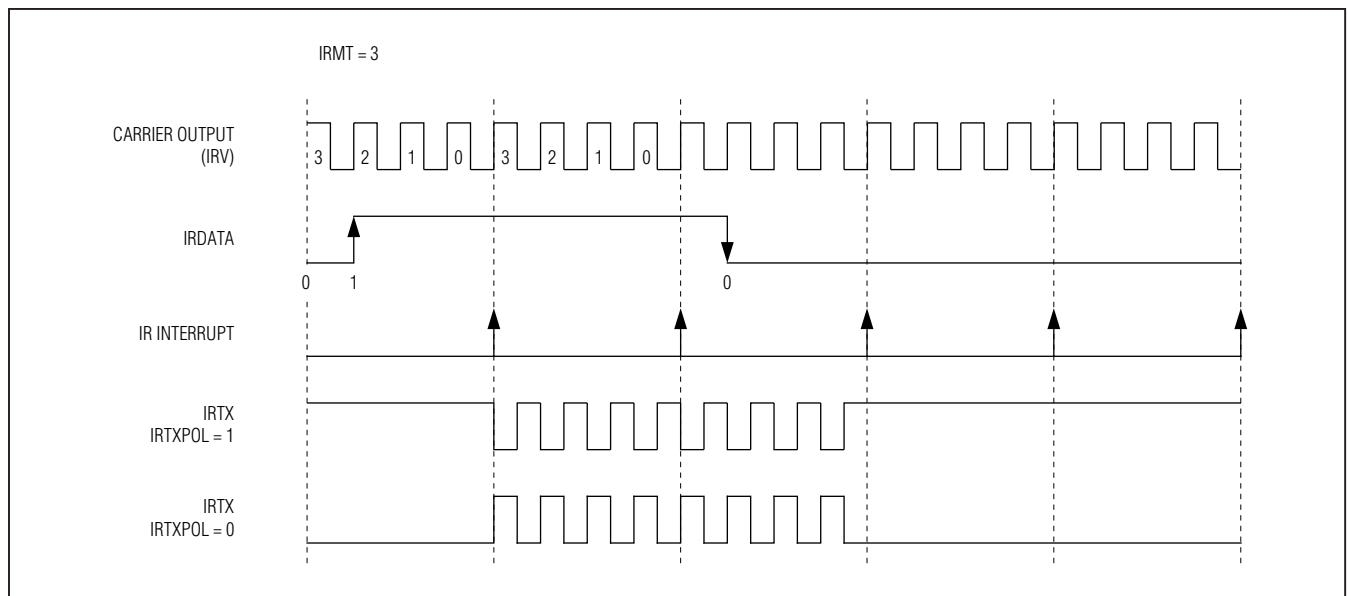 IRMT = 3
CARRIER OUTPUT
(IRV)
3 2 1 0 3 2 1 0
IRDATA
0 1 0
IR INTERRUPT
IRTX
IRTXPOL = 1
IRTX
IRTXPOL = 0